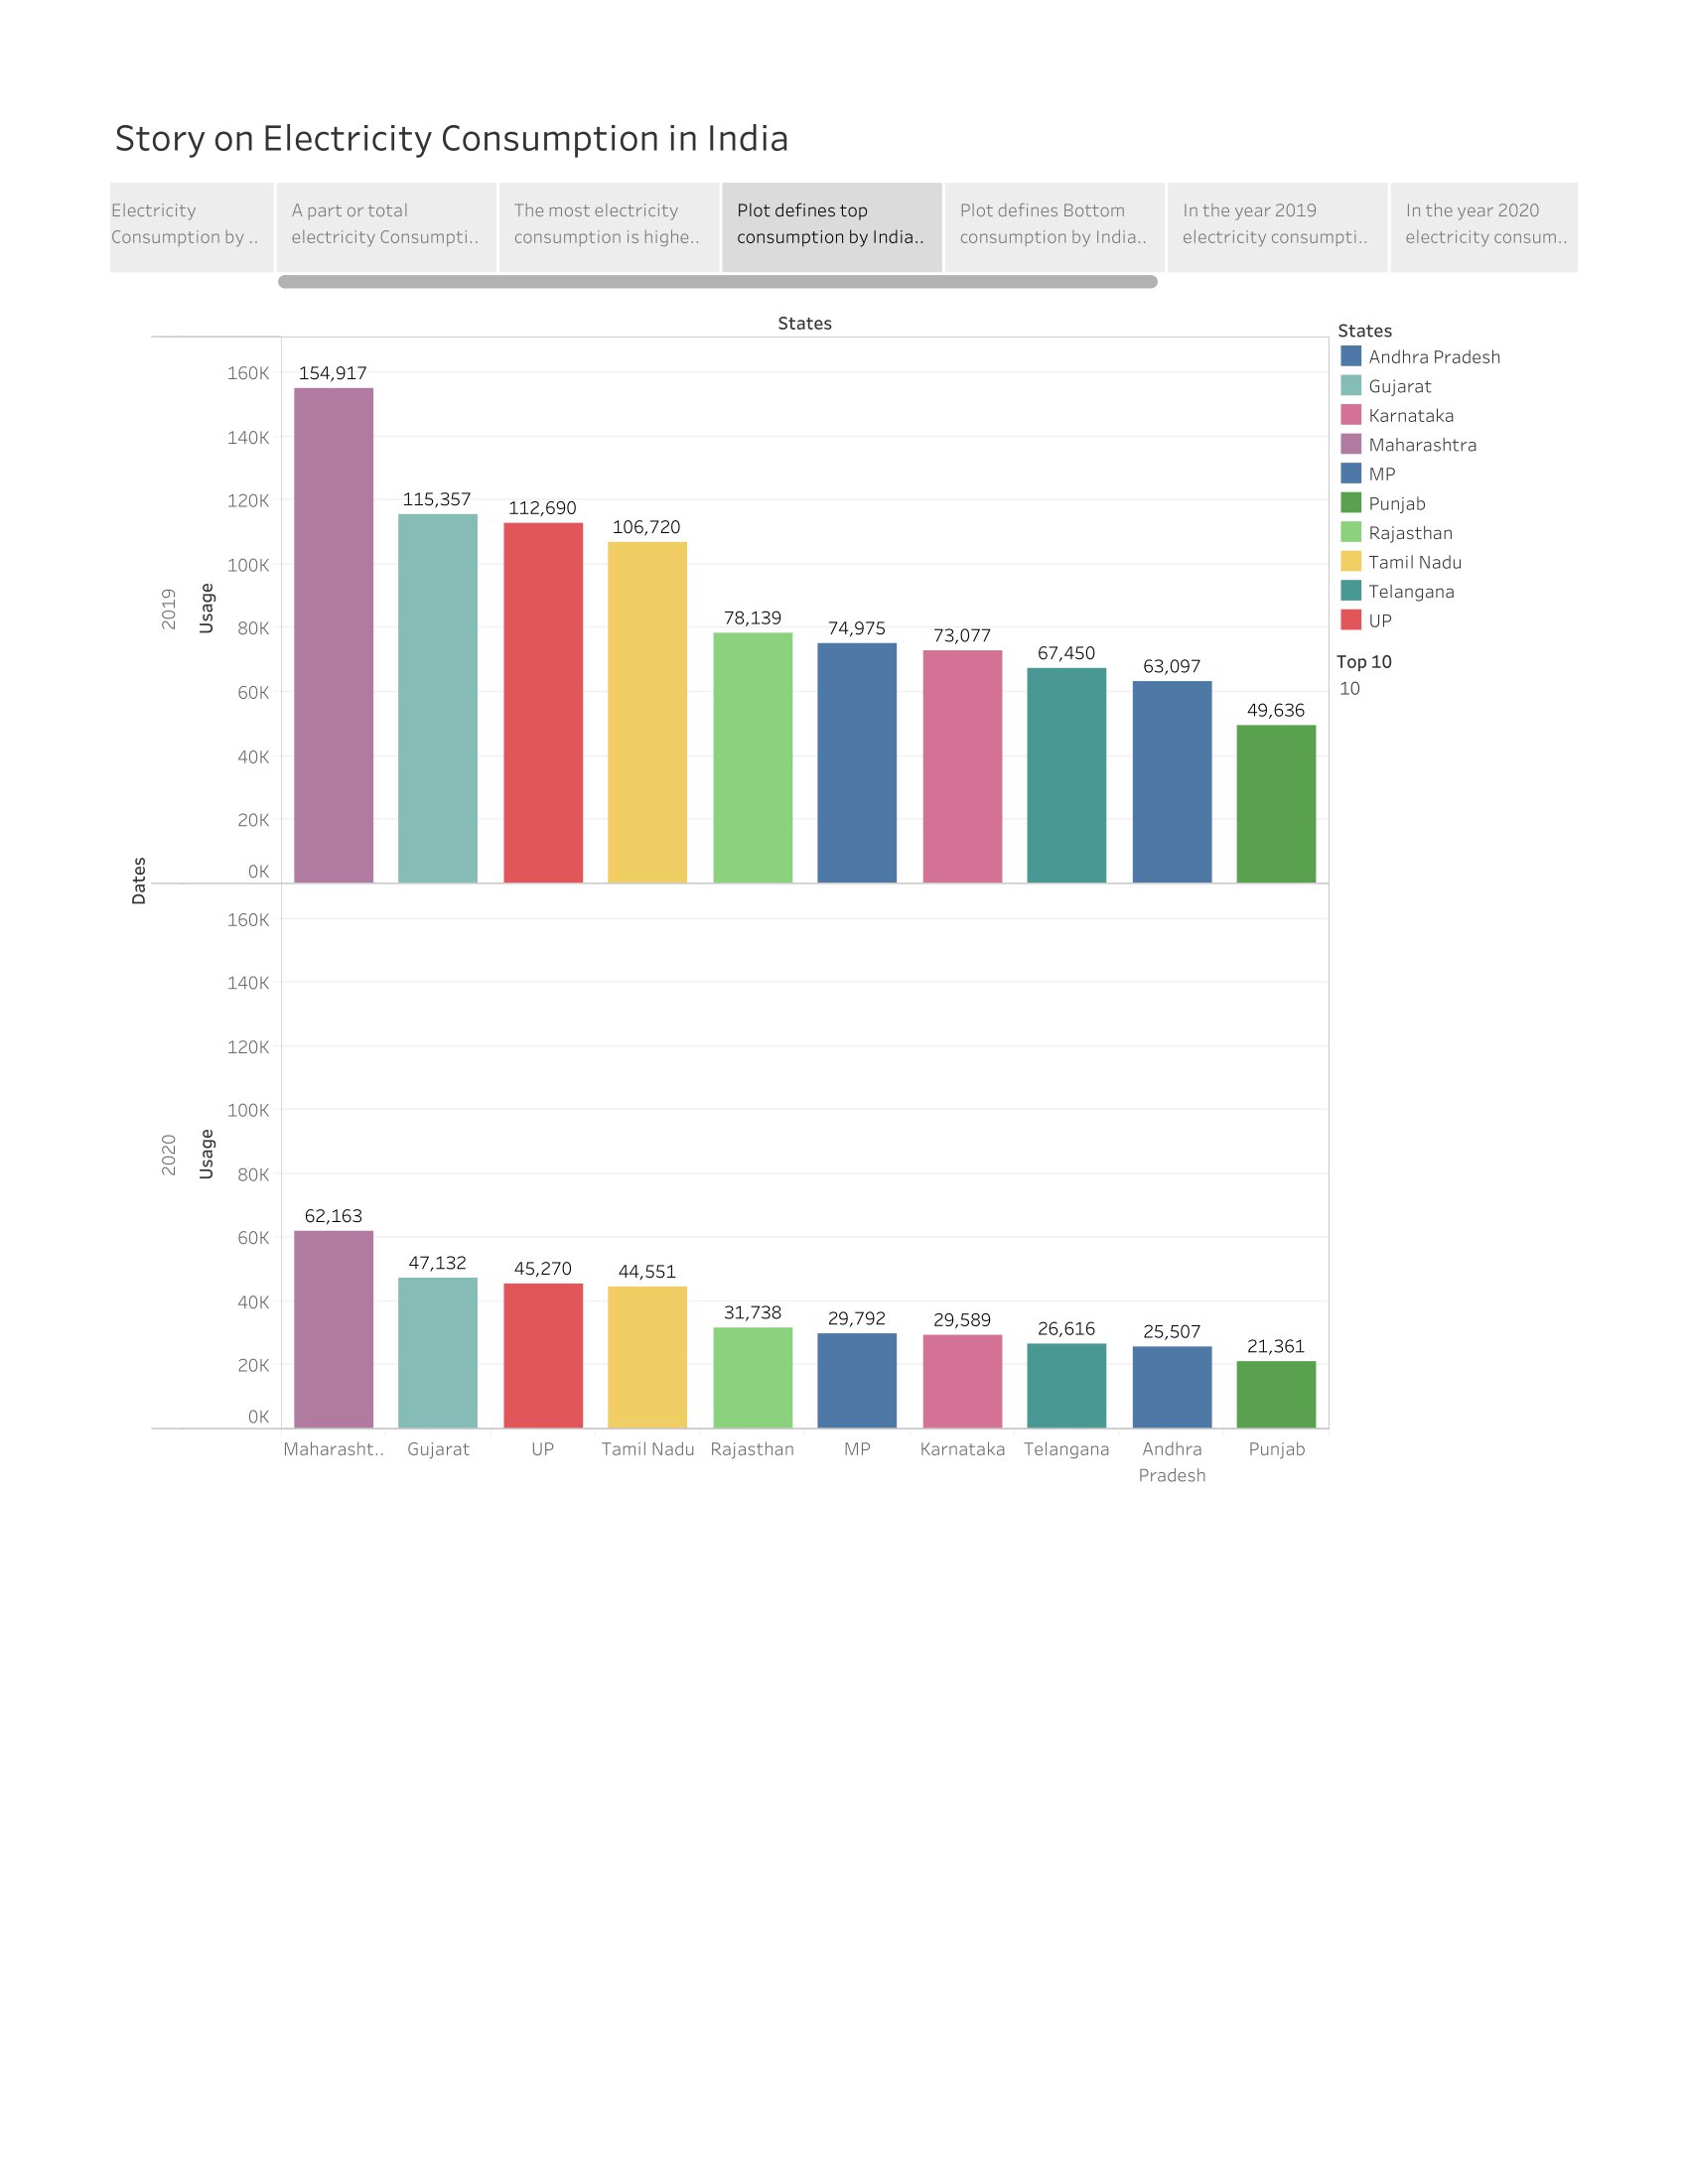 Story on Electricity Consumption in India
Electricity
Consumption by ..
A part or total
electricity Consumpti..
The most electricity
consumption is highe..
Plot defines top
consumption by India..
Plot defines Bottom
consumption by India..
In the year 2019
electricity consumpti..
In the year 2020
electricity consum..
States
Dates
2019
Usage
160K
140K
120K
100K
80K
60K
40K
20K
0K
154,917
115,357
112,690
106,720
78,139
74,975
73,077
67,450
63,097
49,636
2020
Usage
160K
140K
120K
100K
80K
60K
40K
20K
0K
62,163
47,132
45,270
44,551
31,738
29,792
29,589
26,616
25,507
21,361
Maharasht..
Gujarat
UP
Tamil Nadu
Rajasthan
MP
Karnataka
Telangana
Andhra
Pradesh
Punjab
States
Andhra Pradesh
Gujarat
Karnataka
Maharashtra
MP
Punjab
Rajasthan
Tamil Nadu
Telangana
UP
Top 10
10